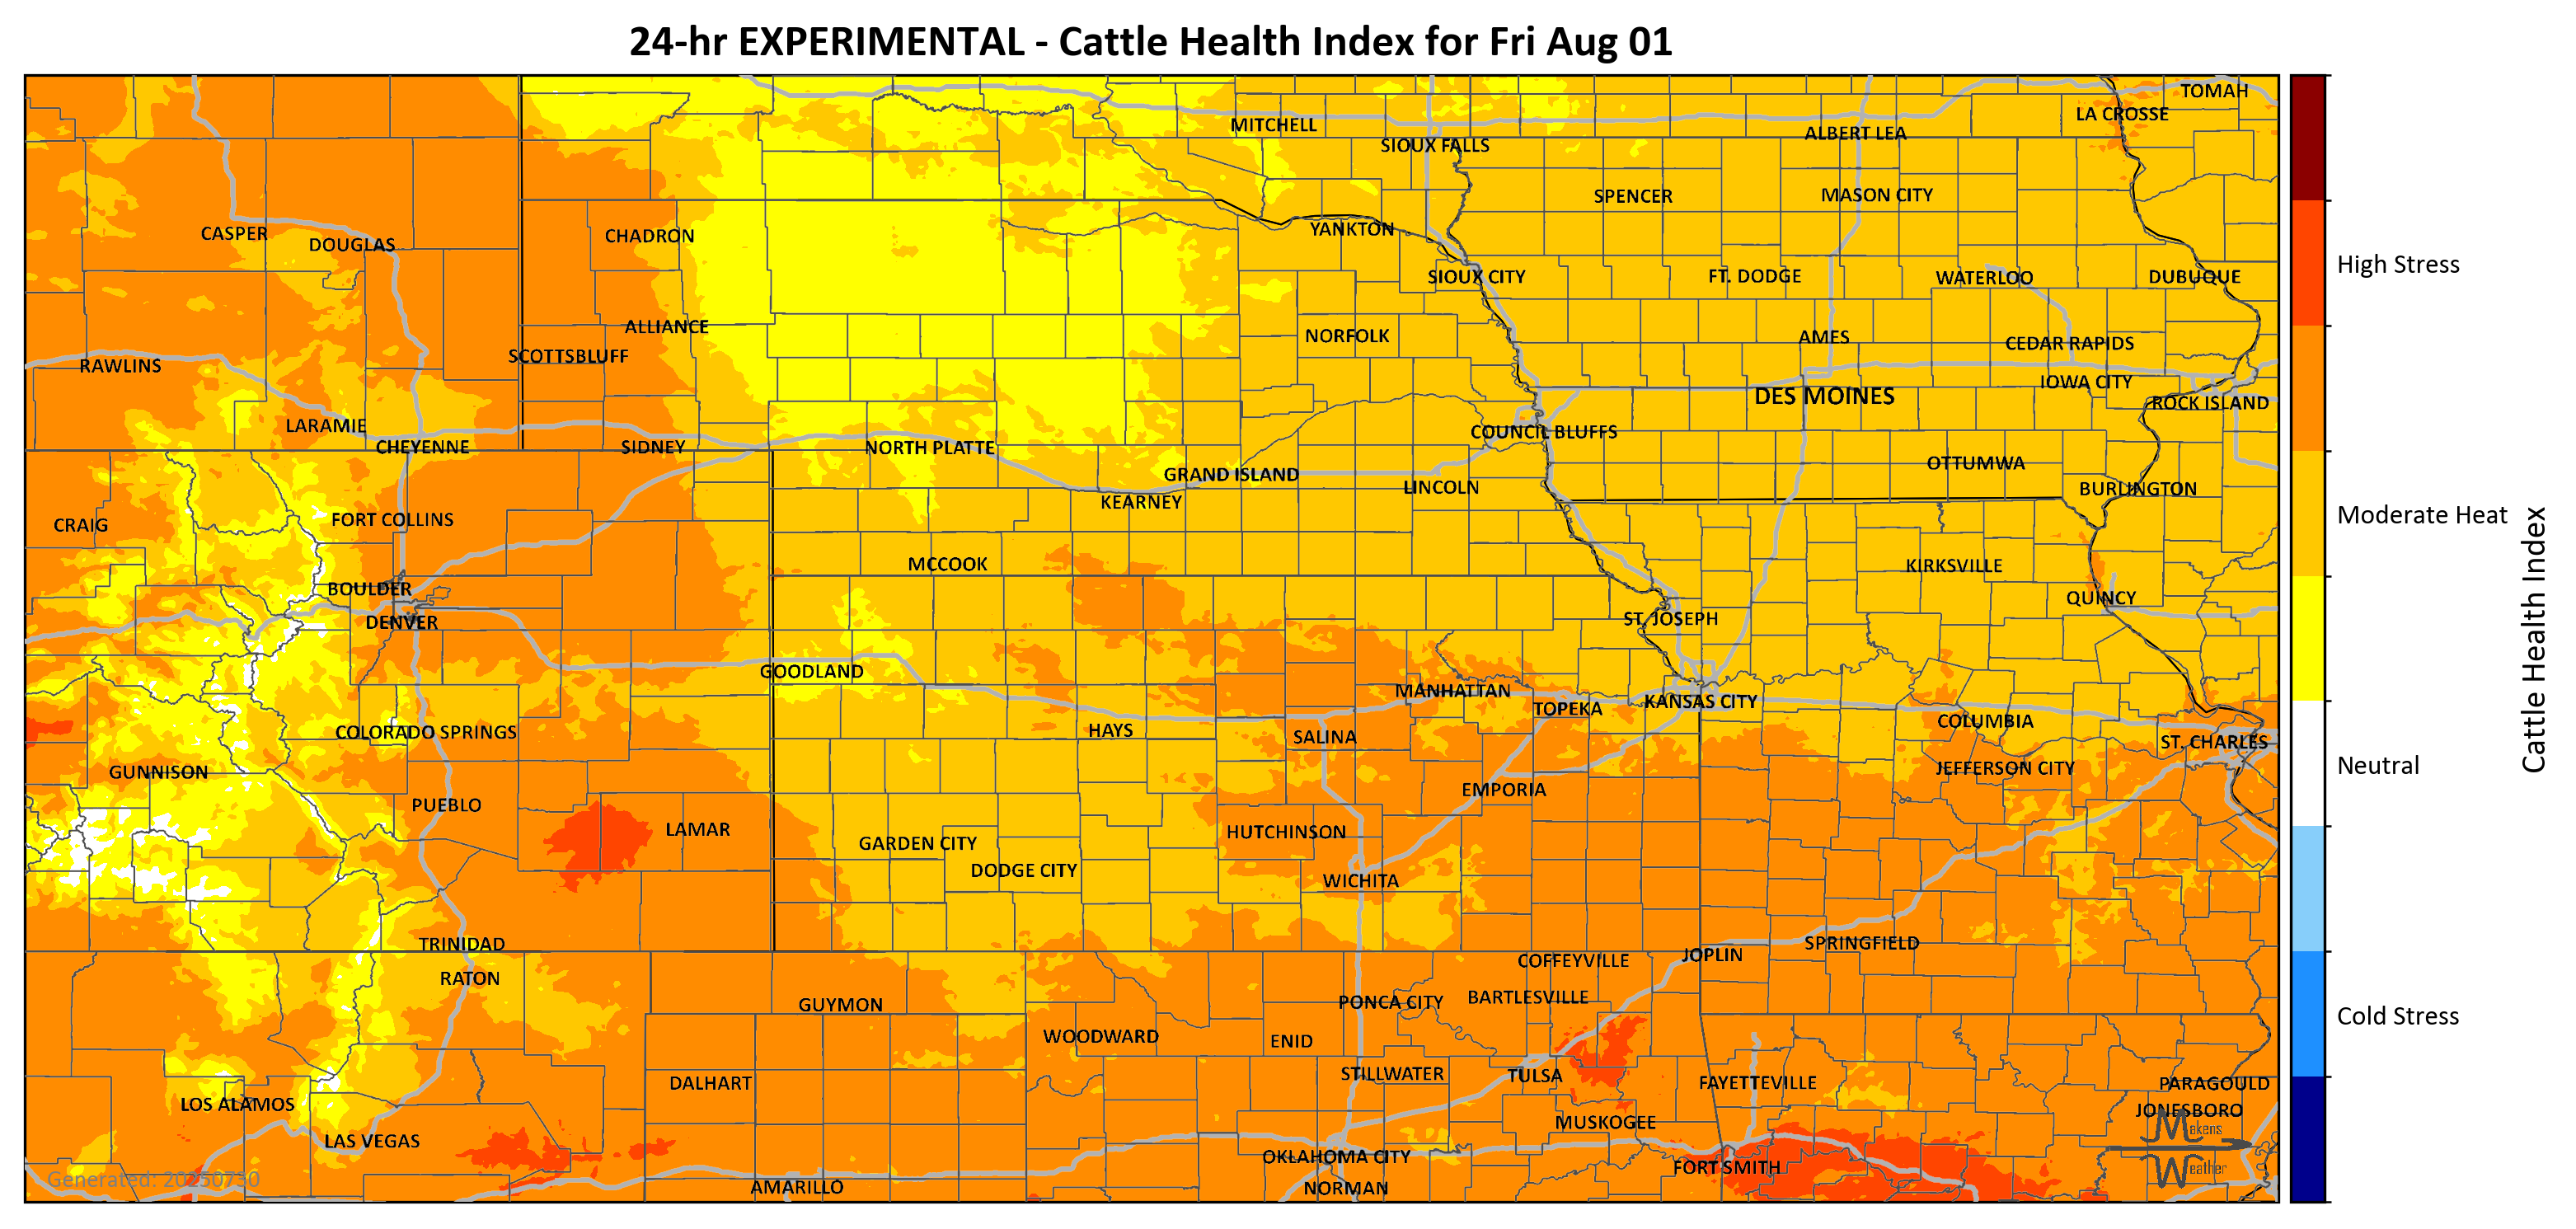 24-hr EXPERIMENTAL - Cattle Health Index for Fri Aug 01
TOMAH
LA CROSSE
MITCHELL
ALBERT LEA
SIOUX FALLS
SPENCER
MASON CITY
CASPER
DOUGLAS
CHADRON
YANKTON
SIOUX CITY
FT. DODGE
WATERLOO
DUBUQUE
ALLIANCE
NORFOLK
AMES
CEDAR RAPIDS
SCOTTSBLUFF
RAWLINS
IOWA CITY
DES MOINES
ROCK ISLAND
LARAMIE
COUNCIL BLUFFS
CHEYENNE
SIDNEY
NORTH PLATTE
OTTUMWA
GRAND ISLAND
LINCOLN
BURLINGTON
KEARNEY
CRAIG
FORT COLLINS
MCCOOK
KIRKSVILLE
BOULDER
QUINCY
DENVER
ST. JOSEPH
GOODLAND
MANHATTAN
KANSAS CITY
TOPEKA
COLUMBIA
COLORADO SPRINGS
HAYS
SALINA
ST. CHARLES
GUNNISON
JEFFERSON CITY
EMPORIA
PUEBLO
LAMAR
HUTCHINSON
GARDEN CITY
DODGE CITY
WICHITA
TRINIDAD
SPRINGFIELD
JOPLIN
COFFEYVILLE
RATON
BARTLESVILLE
PONCA CITY
GUYMON
WOODWARD
ENID
STILLWATER
TULSA
DALHART
FAYETTEVILLE
PARAGOULD
LOS ALAMOS
JONESBORO
MUSKOGEE
Makens
LAS VEGAS
OKLAHOMA CITY
FORT SMITH
Weather
Generated: 20250730
AMARILLO
NORMAN
High Stress
Moderate Heat
Neutral
Cold Stress
Cattle Health Index